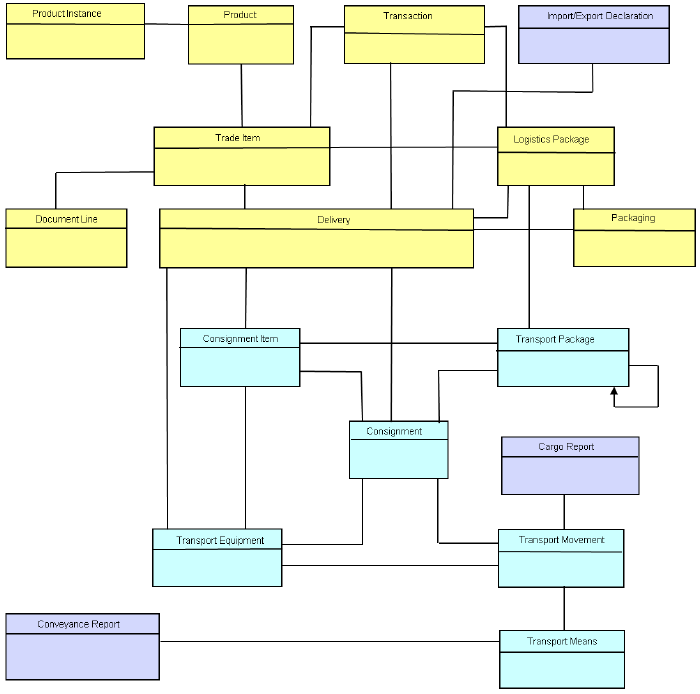 Product Instance
Product
Transaction
Import/Export Declaration
Trade Item
Logistics Package
Document Line
Delivery
Packaging
Consignment Item
Transport Package
Consignment
Cargo Report
Transport Equipment
Transport Movement
Conveyance Report
Transport Means